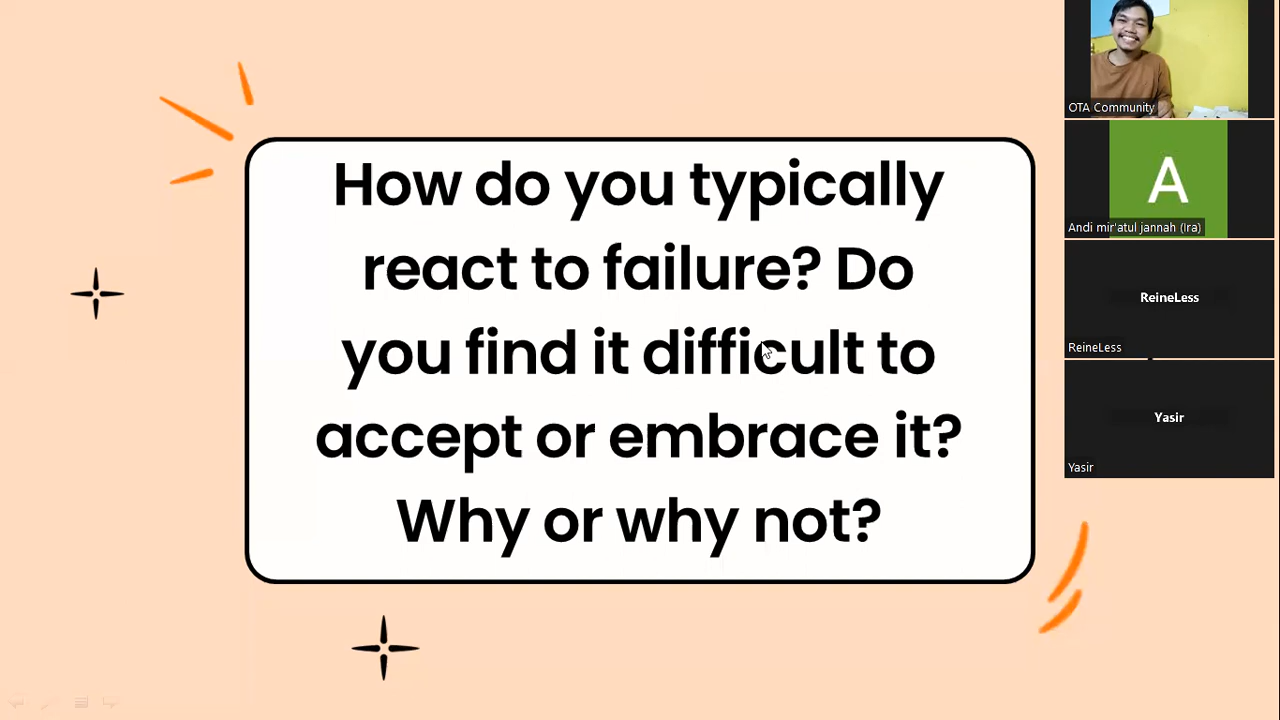 How do you typically
react to failure? Do
you find it difficult to
accept or embrace it?
Why or why not?
OTA Community
A
Andi mir'atul jannah (Ira)
ReineLess
ReineLess
Yasir
Yasir